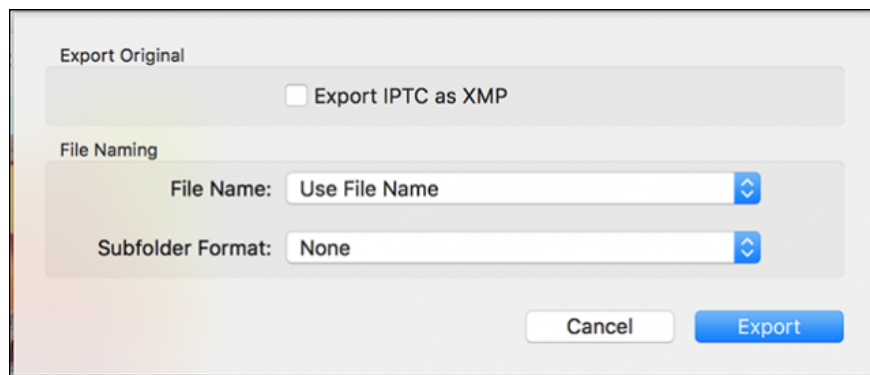 Export Original
Export IPTC as XMP
File Naming
File Name: Use File Name
Subfolder Format: None
Cancel Export